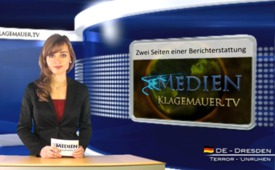 KLAGEMAUER.TV
Zwei Seiten einer Berichterstattung
MEDIEN
KLAGEMAUER.TV
MEDIEN
DE - DRESDEN
TERROR - UNRUHEN